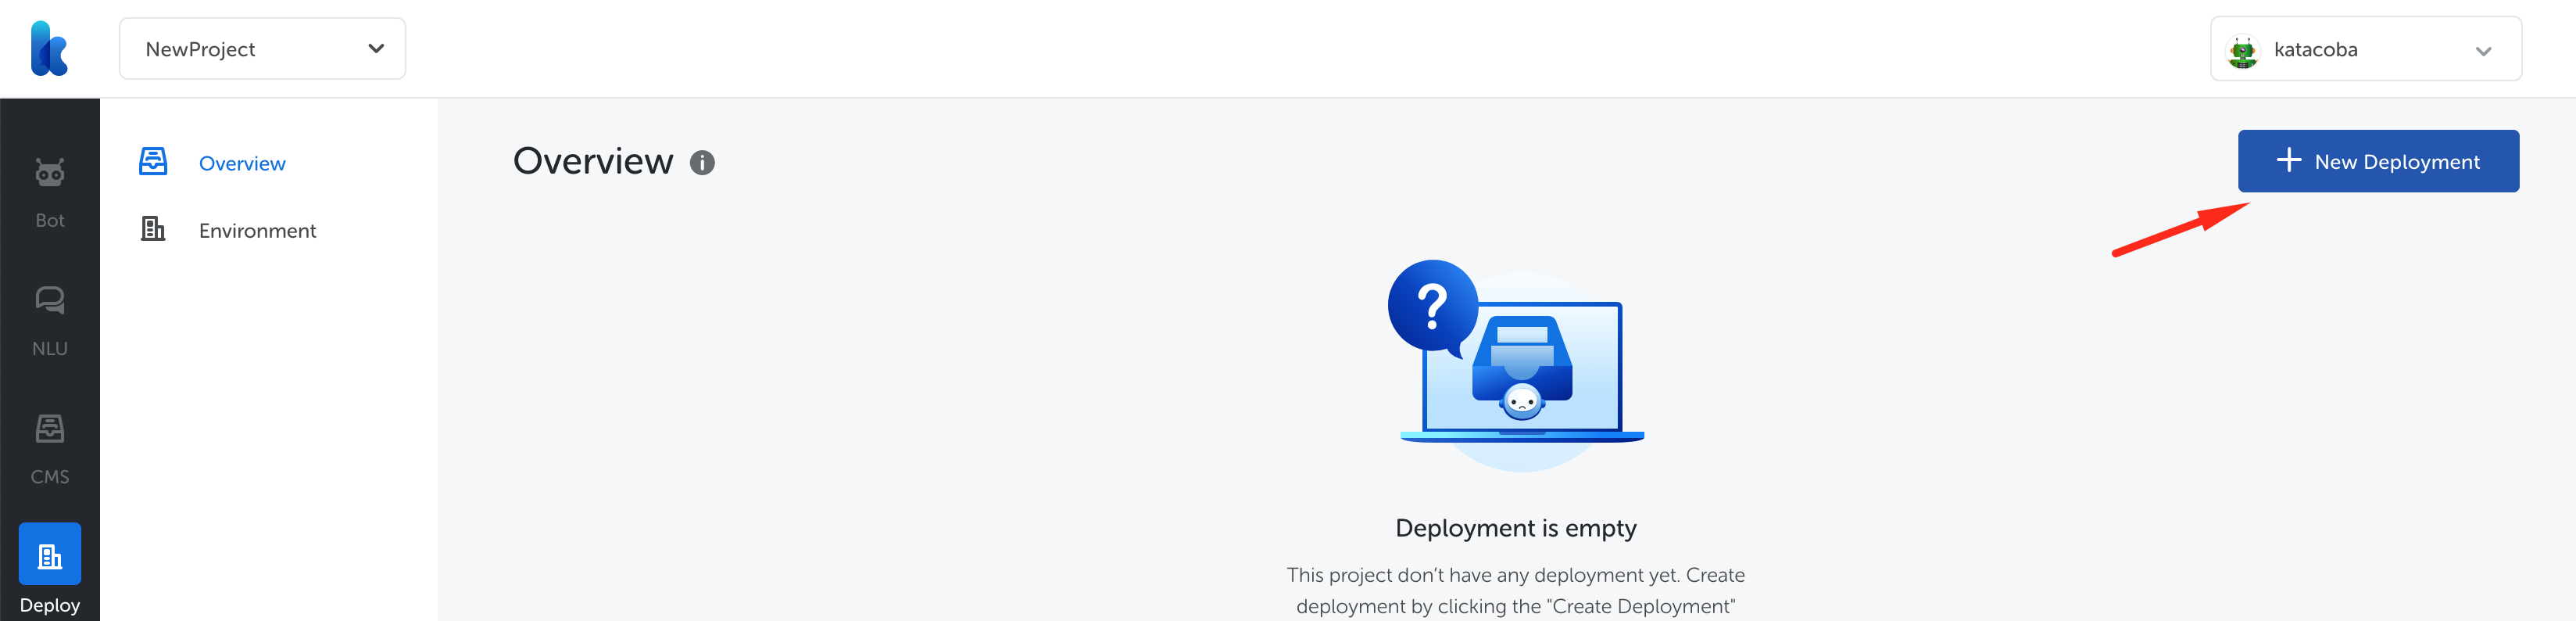 NewProject
katacoba
Bot
NLU
CMS
Deploy
Overview
Environment
Overview
New Deployment
?
Deployment is empty
This project don’t have any deployment yet. Create
deployment by clicking the "Create Deployment"